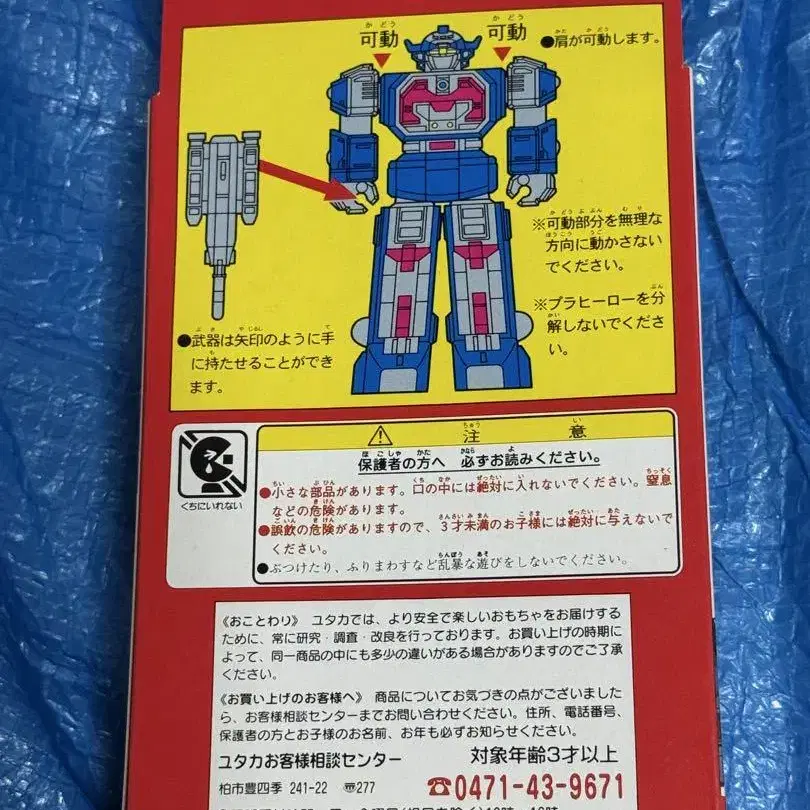 可動
可動
●肩が可動します。
※可動部分を無理な
方向に動かさない
でください。
※プラヒーローを分
解しないでくださ
い。
●武器は矢印のように手
に持たせることができ
ます。
くちにいれない
⚠ 注意
保護者の方へ 必ずお読みください。
●小さな部品があります。口の中には絶対に入れないでください。窒息
などの危険があります。
●誤飲の危険がありますので、3才未満のお子様には絶対に与えないで
ください。
●ぶつけたり、ふりまわすなど乱暴な遊びをしないでください。
《おことわり》 ユタカでは、より安全で楽しいおもちゃをお届けする
ために、常に研究・調査・改良を行っております。お買い上げの時期に
よって、同一商品の中にも多少の違いがある場合がありますのでご了承
ください。
《お買い上げのお客様へ》 商品についてお気づきの点がございました
ら、お客様相談センターまでお問い合わせください。住所、電話番号、
保護者の方とお子様のお名前、お年も必ずお知らせください。
ユタカお客様相談センター 対象年齢3才以上
柏市豊四季 241-22 〒277 ☎0471-43-9671